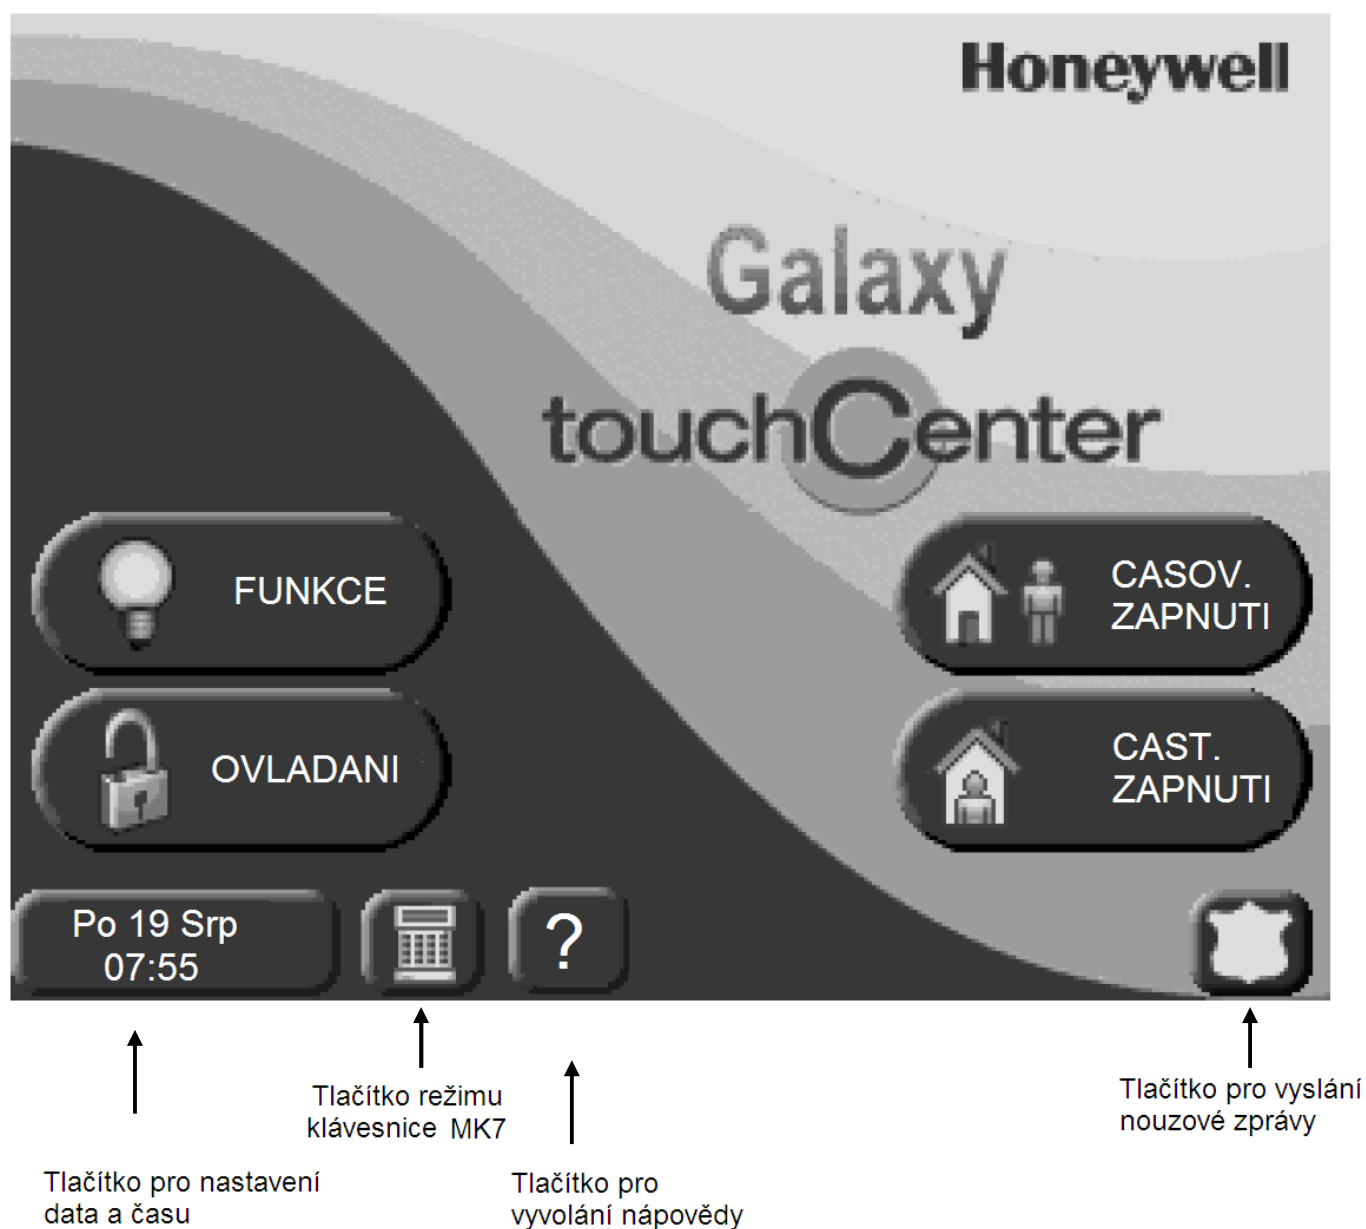 Honeywell
Galaxy
touchCenter
FUNKCE
CASOV.
ZAPNUTI
OVLADANI
CAST.
ZAPNUTI
Po 19 Srp
07:55
?
Tlačítko režimu
klávesnice MK7
Tlačítko pro vyslání
nouzové zprávy
Tlačítko pro nastavení
data a času
Tlačítko pro
vyvolání nápovědy